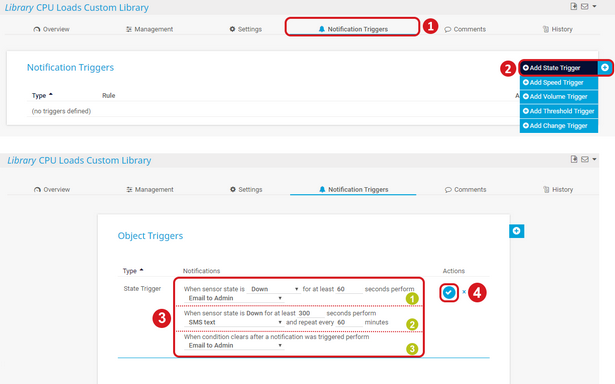 Library CPU Loads Custom Library
Overview Management Settings Notification Triggers 1 Comments History
Notification Triggers
2 Add State Trigger
Add Speed Trigger
Type Rule A
Add Volume Trigger
(no triggers defined)
Add Threshold Trigger
Add Change Trigger
Library CPU Loads Custom Library
Overview Management Settings Notification Triggers Comments History
Object Triggers
Type Notifications Actions
State Trigger
When sensor state is Down for at least 60 seconds perform
Email to Admin 1
4
3
When sensor state is Down for at least 300 seconds perform
SMS text and repeat every 60 minutes 2
When condition clears after a notification was triggered perform
Email to Admin 3